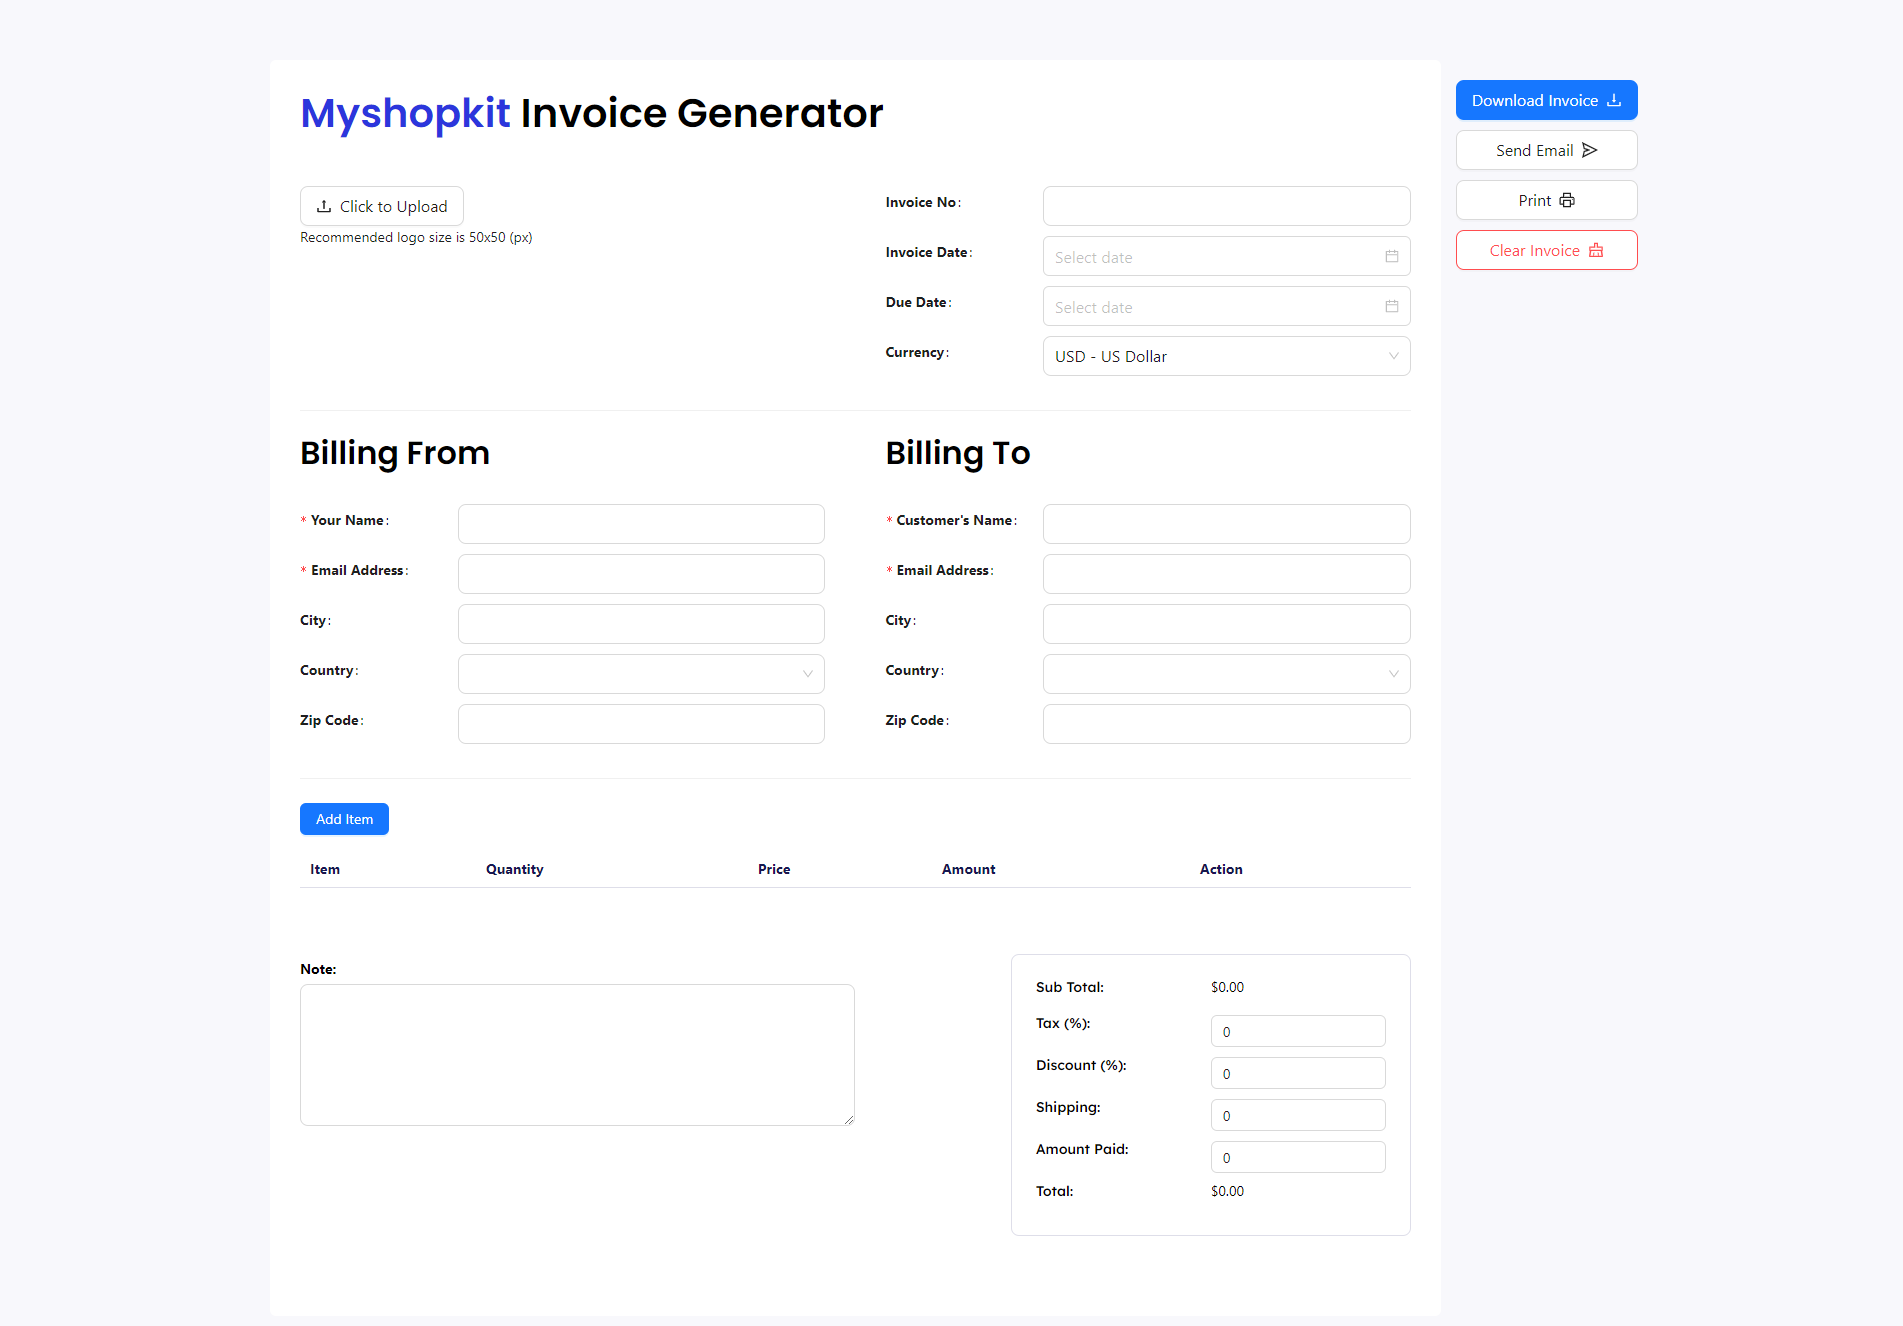 Myshopkit Invoice Generator
Download Invoice
Send Email
Print
Clear Invoice
Click to Upload
Recommended logo size is 50x50 (px)
Invoice No:
Invoice Date:
Select date
Due Date:
Select date
Currency:
USD - US Dollar
Billing From
* Your Name:
* Email Address:
City:
Country:
Zip Code:
Billing To
* Customer's Name:
* Email Address:
City:
Country:
Zip Code:
Add Item
Item Quantity Price Amount Action
Note:
Sub Total: $0.00
Tax (%): 0
Discount (%): 0
Shipping: 0
Amount Paid: 0
Total: $0.00